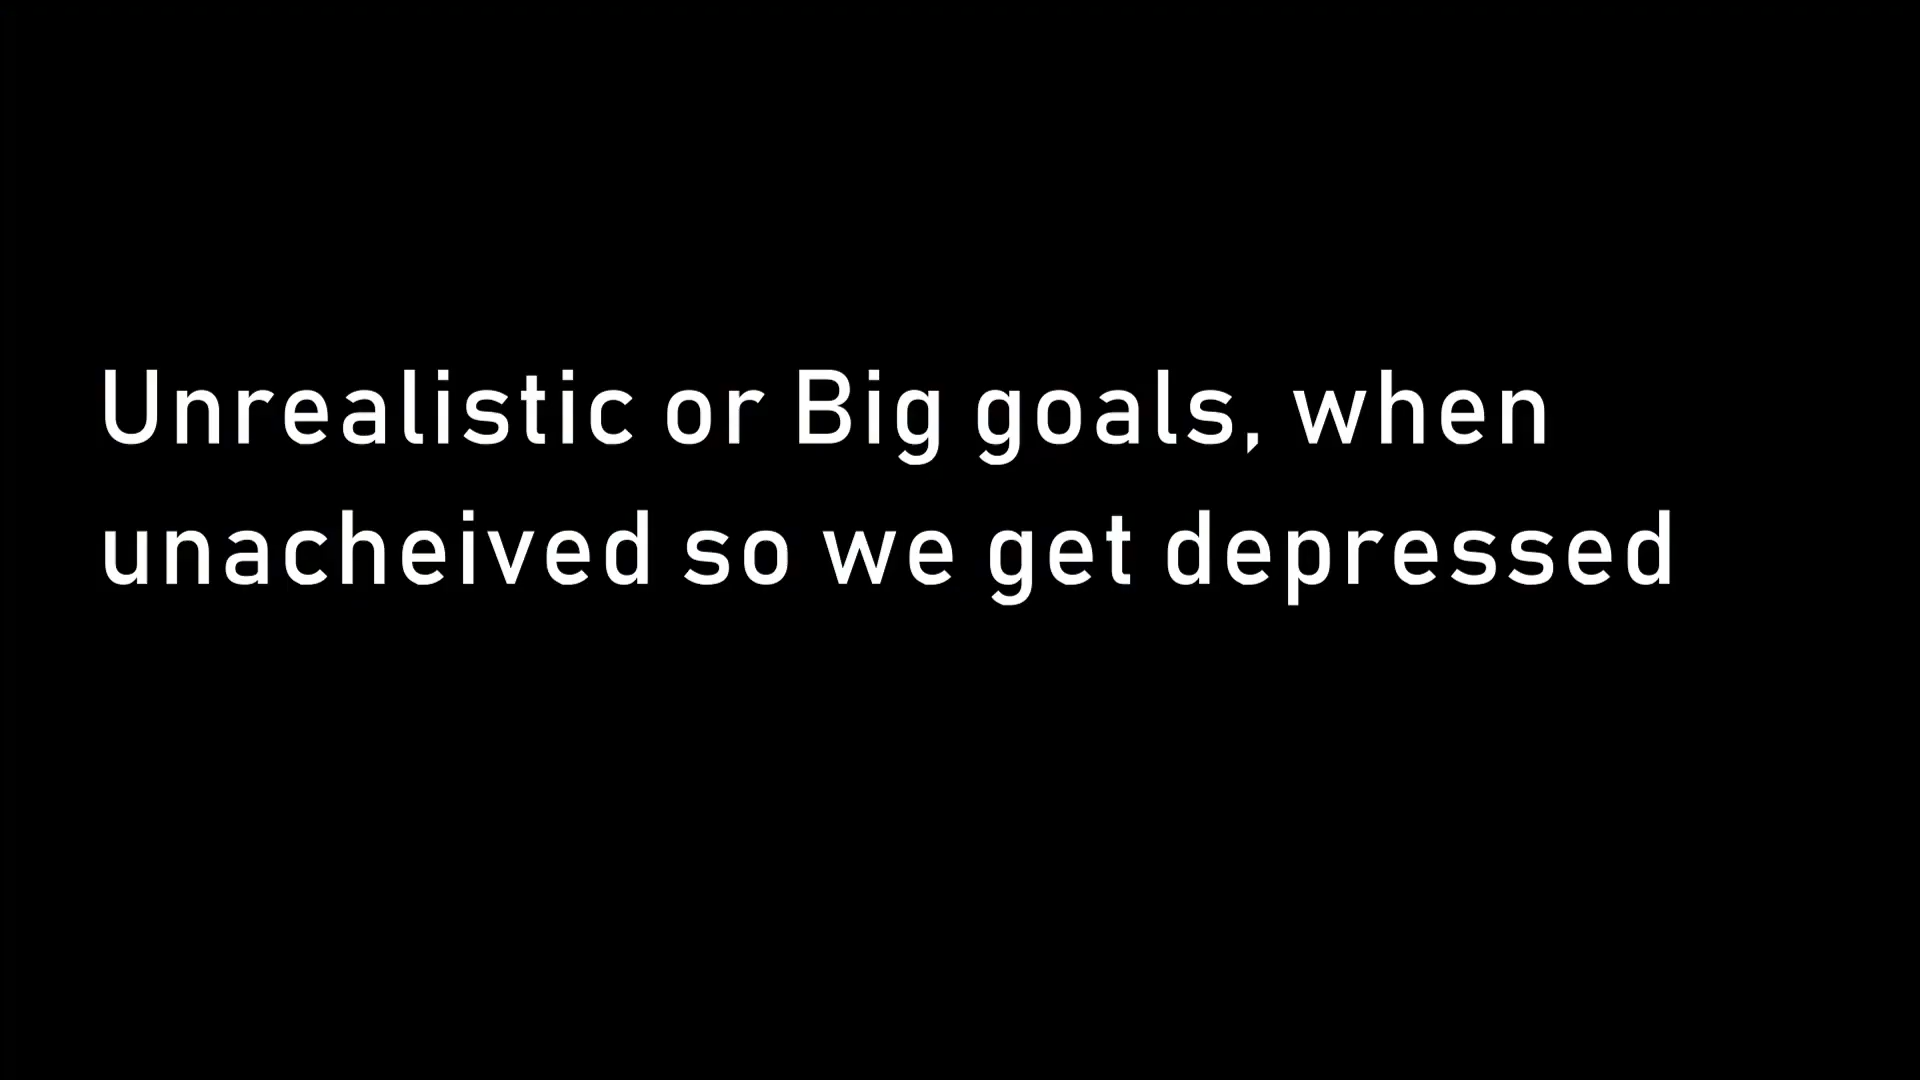 Unrealistic or Big goals, when
unacheived so we get depressed